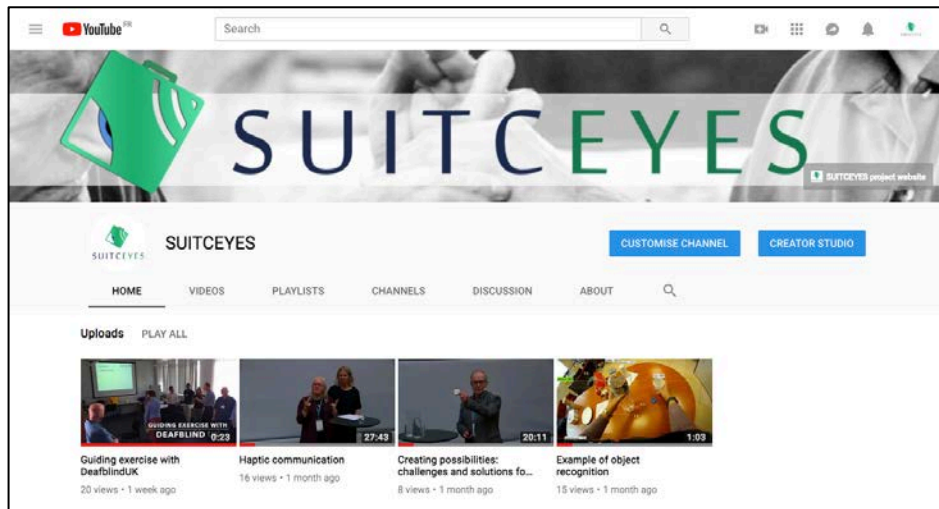 YouTube FR
Search
SUITCEYES
SUITCEYES project website
SUITCEYES
SUITCEYES
CUSTOMISE CHANNEL
CREATOR STUDIO
HOME VIDEOS PLAYLISTS CHANNELS DISCUSSION ABOUT
Uploads PLAY ALL
GUIDING EXERCISE WITH
DEAFBLIND 0:23
27:43
20:11
1:03
Guiding exercise with
DeafblindUK
20 views • 1 week ago
Haptic communication
16 views • 1 month ago
Creating possibilities:
challenges and solutions fo...
8 views • 1 month ago
Example of object
recognition
15 views • 1 month ago